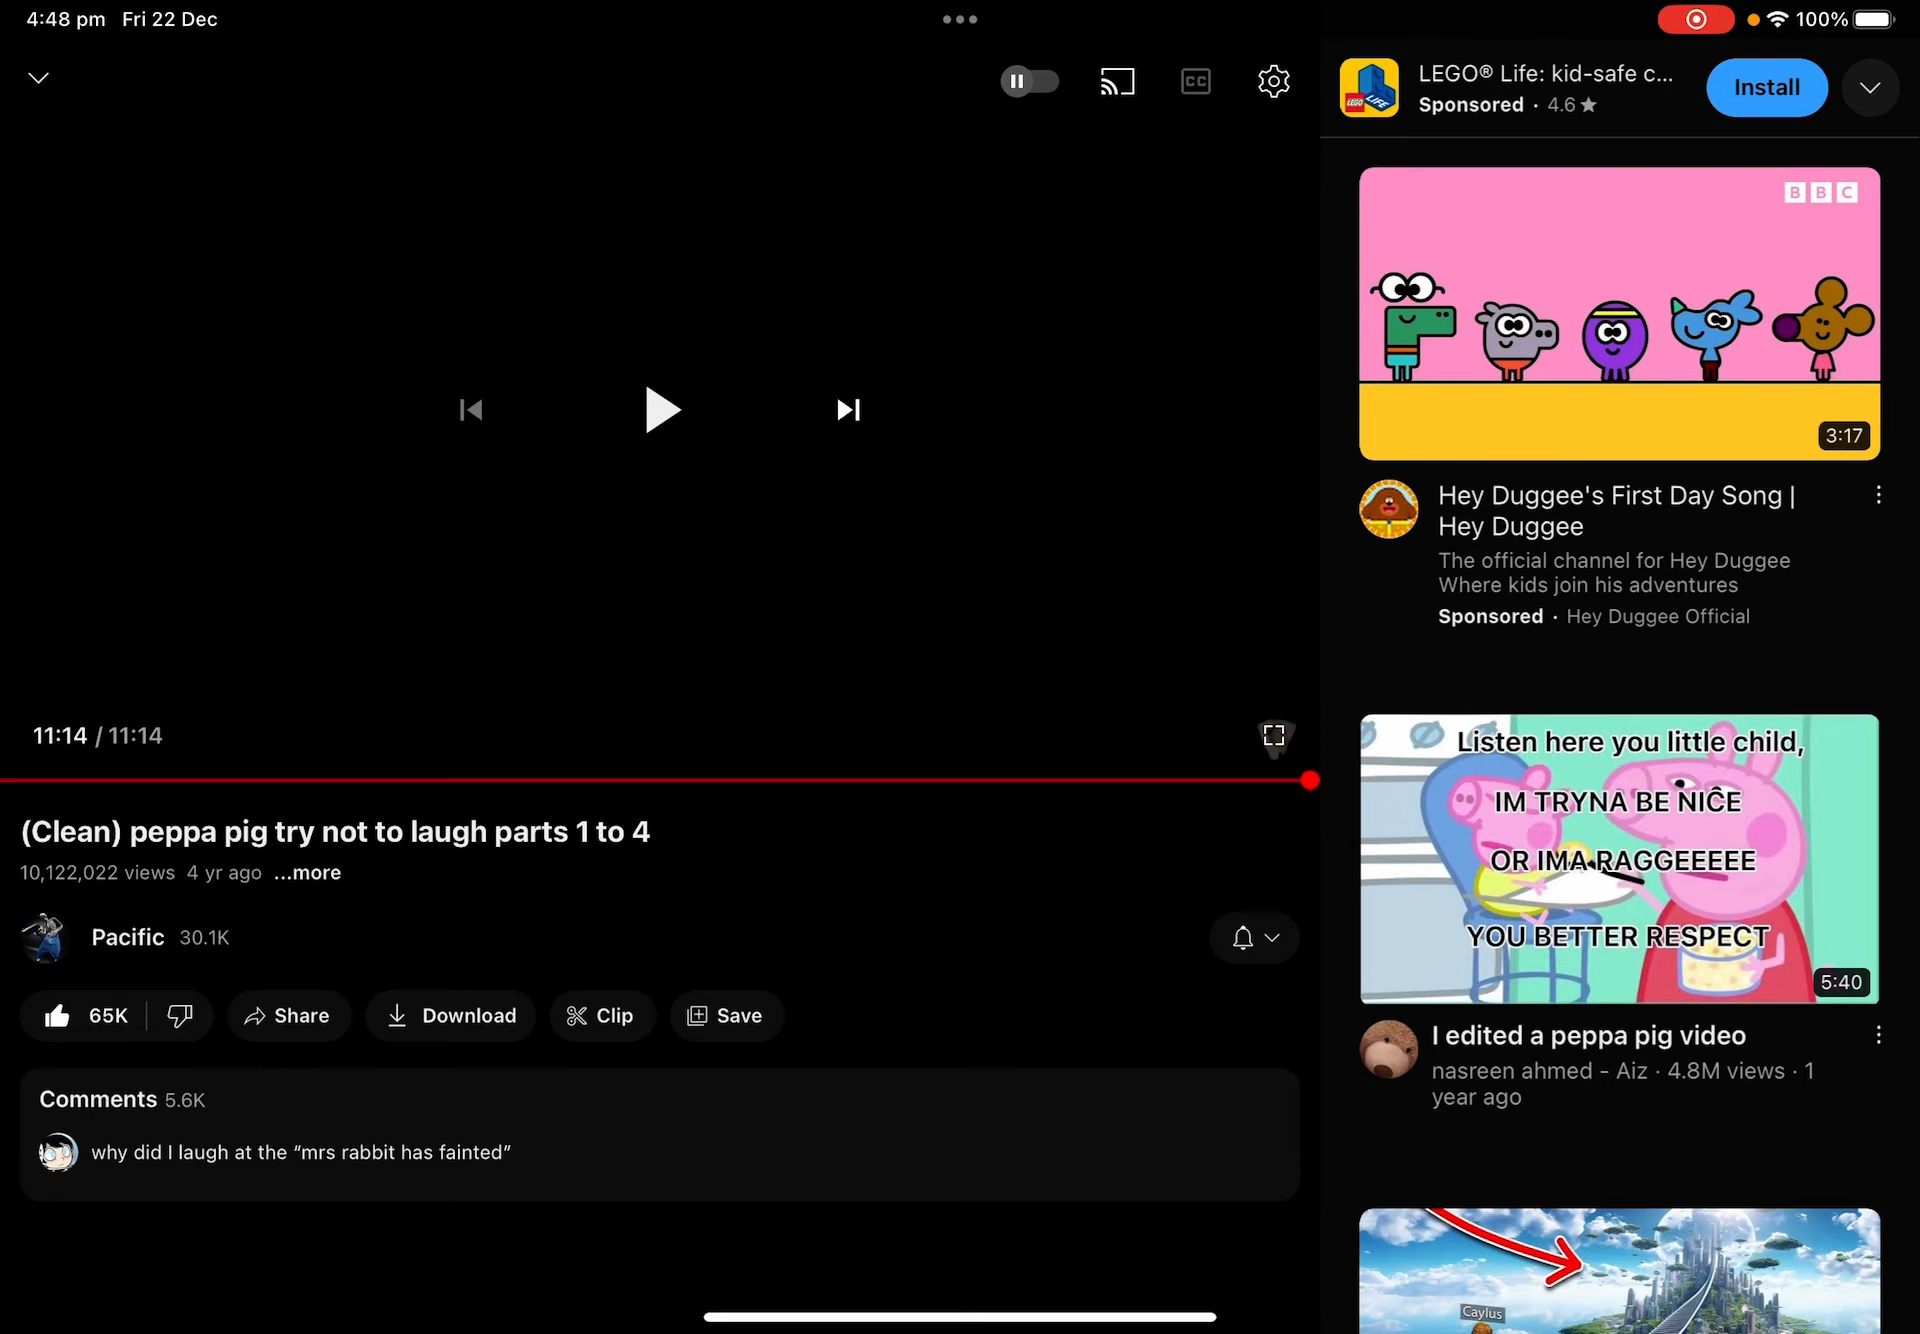 4:48 pm Fri 22 Dec
100%
CC
11:14 / 11:14
(Clean) peppa pig try not to laugh parts 1 to 4
10,122,022 views 4 yr ago ...more
Pacific 30.1K
65K Share Download Clip Save
Comments 5.6K
why did I laugh at the “mrs rabbit has fainted”
LEGO LIFE
LEGO® Life: kid-safe c...
Sponsored · 4.6★
Install
BBC
3:17
Hey Duggee's First Day Song |
Hey Duggee
The official channel for Hey Duggee
Where kids join his adventures
Sponsored · Hey Duggee Official
Listen here you little child,
IM TRYNA BE NICE
OR IMA RAGGEEEEE
YOU BETTER RESPECT
5:40
I edited a peppa pig video
nasreen ahmed - Aiz · 4.8M views · 1
year ago
Caylus